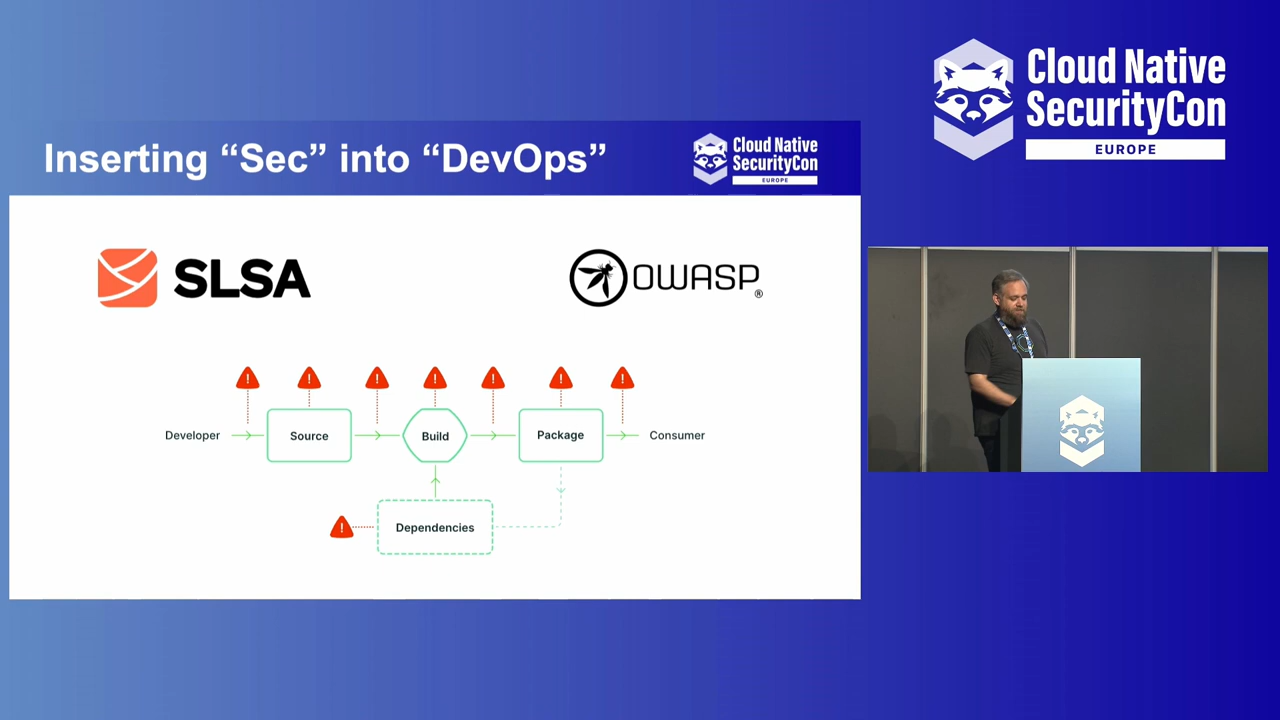 Cloud Native
SecurityCon
EUROPE
Inserting “Sec” into “DevOps”
Cloud Native
SecurityCon
EUROPE
SLSA
OWASP®
Developer
Source
Build
Package
Consumer
Dependencies